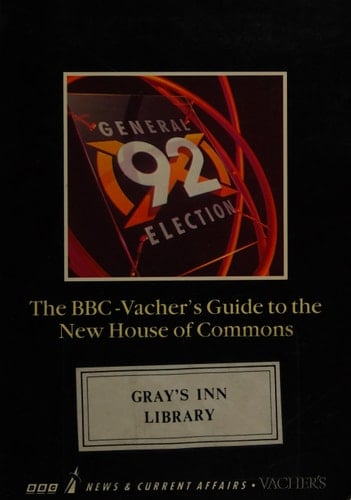 GENERAL
92
ELECTION
The BBC-Vacher's Guide to the
New House of Commons
GRAY'S INN
LIBRARY
BBC NEWS & CURRENT AFFAIRS · VACHER'S